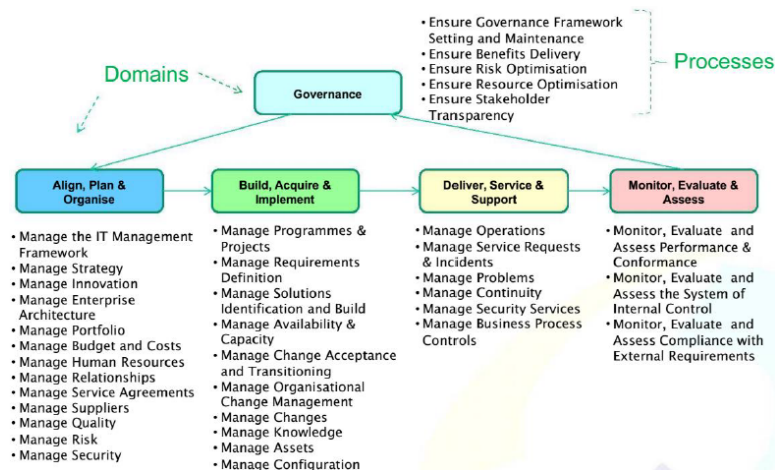 • Ensure Governance Framework
Setting and Maintenance
• Ensure Benefits Delivery
• Ensure Risk Optimisation
• Ensure Resource Optimisation
• Ensure Stakeholder
Transparency
Processes
Domains
Governance
Align, Plan &
Organise
Build, Acquire &
Implement
Deliver, Service &
Support
Monitor, Evaluate &
Assess
• Manage the IT Management
Framework
• Manage Strategy
• Manage Innovation
• Manage Enterprise
Architecture
• Manage Portfolio
• Manage Budget and Costs
• Manage Human Resources
• Manage Relationships
• Manage Service Agreements
• Manage Suppliers
• Manage Quality
• Manage Risk
• Manage Security
• Manage Programmes &
Projects
• Manage Requirements
Definition
• Manage Solutions
Identification and Build
• Manage Availability &
Capacity
• Manage Change Acceptance
and Transitioning
• Manage Organisational
Change Management
• Manage Changes
• Manage Knowledge
• Manage Assets
• Manage Configuration
• Manage Operations
• Manage Service Requests
& Incidents
• Manage Problems
• Manage Continuity
• Manage Security Services
• Manage Business Process
Controls
• Monitor, Evaluate and
Assess Performance &
Conformance
• Monitor, Evaluate and
Assess the System of
Internal Control
• Monitor, Evaluate and
Assess Compliance with
External Requirements